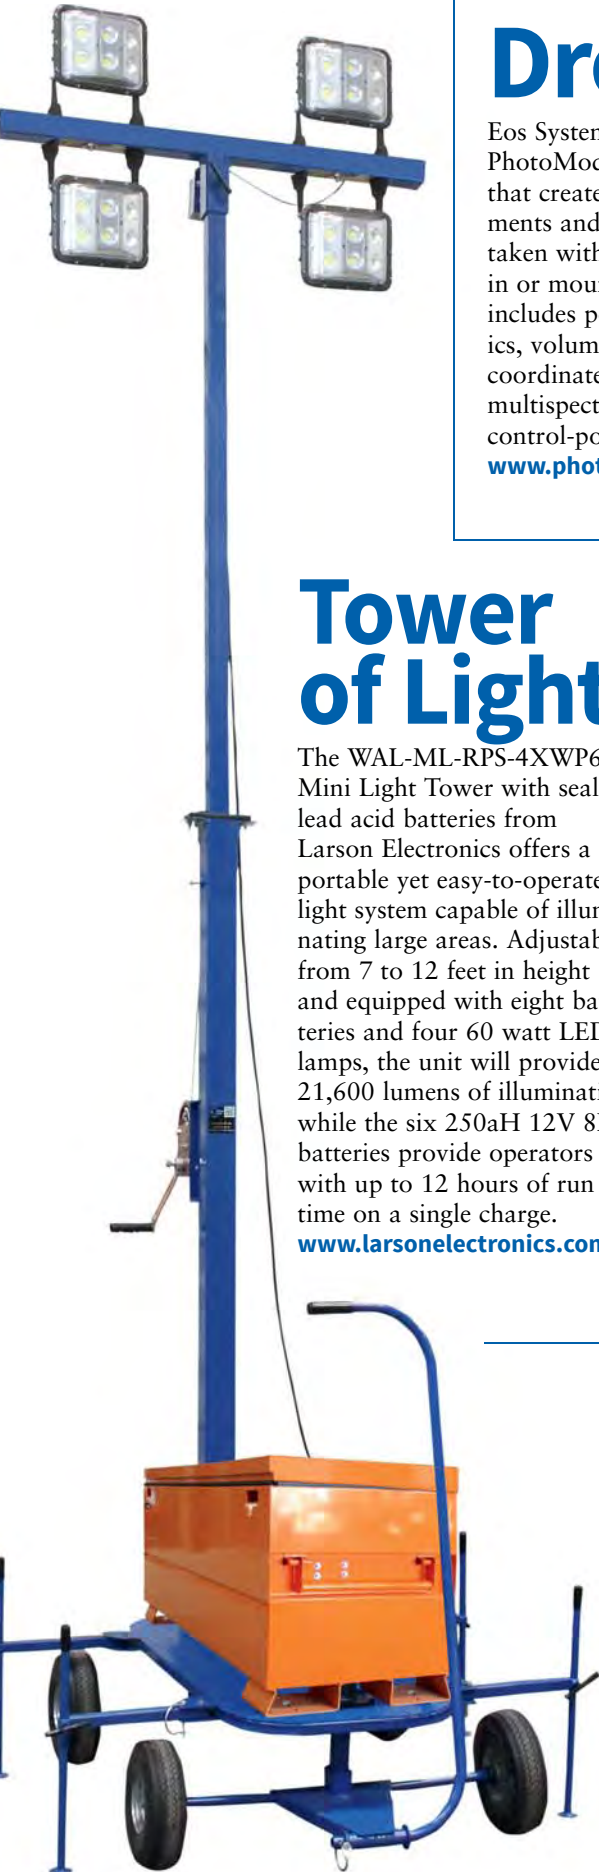 Dr
Eos System
PhotoMod
that create
ments and
taken with
in or mou
includes p
ics, volum
coordinate
multispect
control-po
www.phot
Tower
of Light
The WAL-ML-RPS-4XWP6
Mini Light Tower with seal
lead acid batteries from
Larson Electronics offers a
portable yet easy-to-operate
light system capable of illum
nating large areas. Adjustab
from 7 to 12 feet in height
and equipped with eight ba
teries and four 60 watt LED
lamps, the unit will provide
21,600 lumens of illuminati
while the six 250aH 12V 8
batteries provide operators
with up to 12 hours of run
time on a single charge.
www.larsonelectronics.com